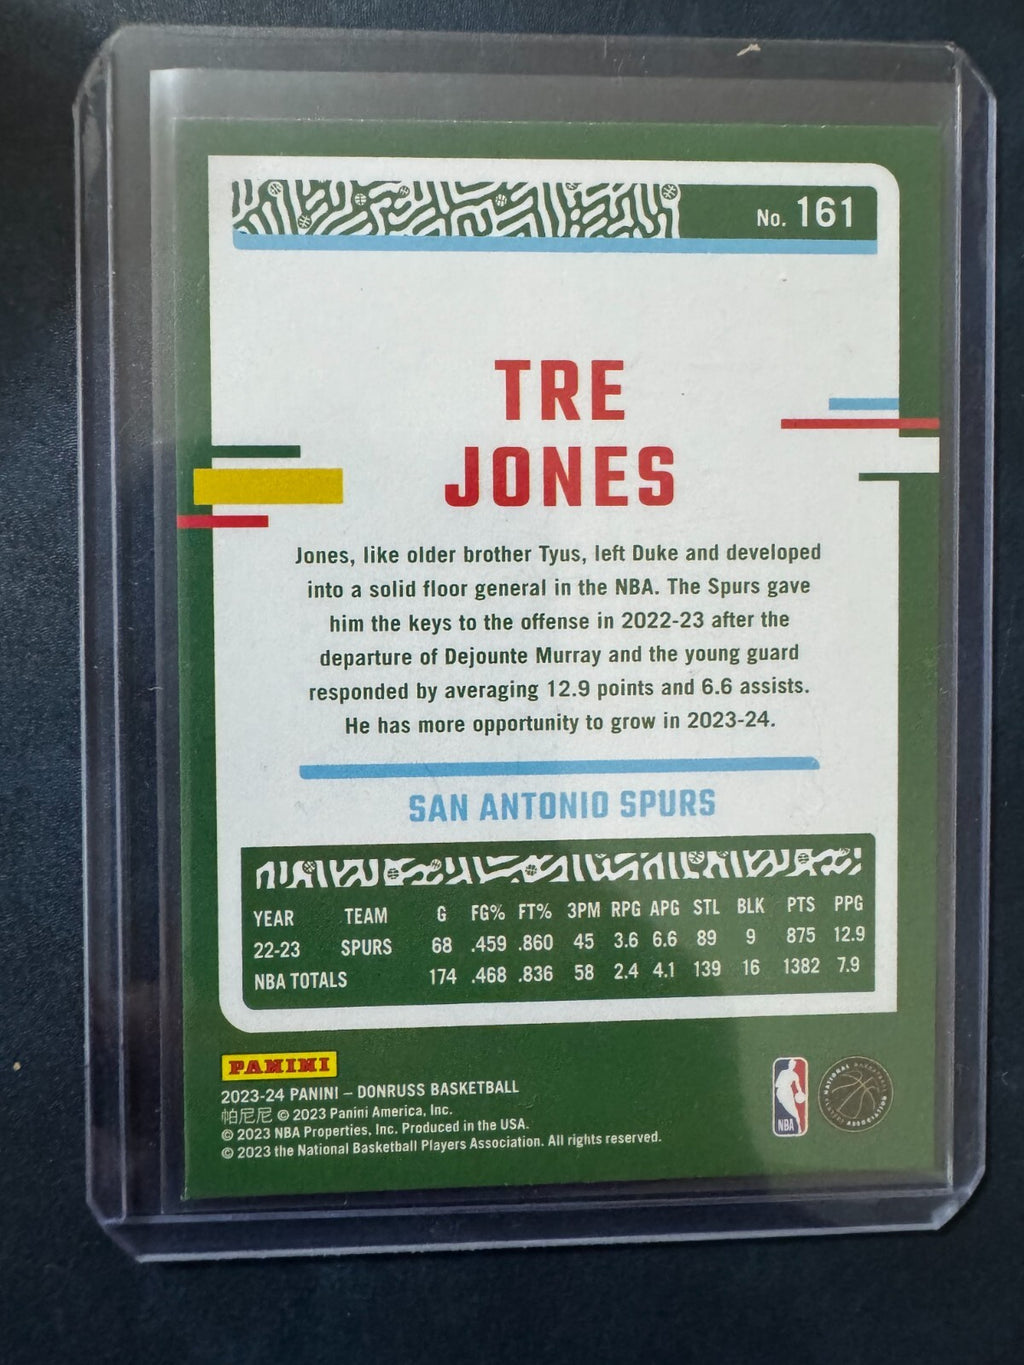 No. 161
TRE
JONES
Jones, like older brother Tyus, left Duke and developed
into a solid floor general in the NBA. The Spurs gave
him the keys to the offense in 2022-23 after the
departure of Dejounte Murray and the young guard
responded by averaging 12.9 points and 6.6 assists.
He has more opportunity to grow in 2023-24.
SAN ANTONIO SPURS
YEAR TEAM G FG% FT% 3PM RPG APG STL BLK PTS PPG
22-23 SPURS 68 .459 .860 45 3.6 6.6 89 9 875 12.9
NBA TOTALS 174 .468 .836 58 2.4 4.1 139 16 1382 7.9
PANINI
2023-24 PANINI – DONRUSS BASKETBALL
帕尼尼 © 2023 Panini America, Inc.
© 2023 NBA Properties, Inc. Produced in the USA.
© 2023 the National Basketball Players Association. All rights reserved.
NBA
NATIONAL BASKETBALL PLAYERS ASSOCIATION